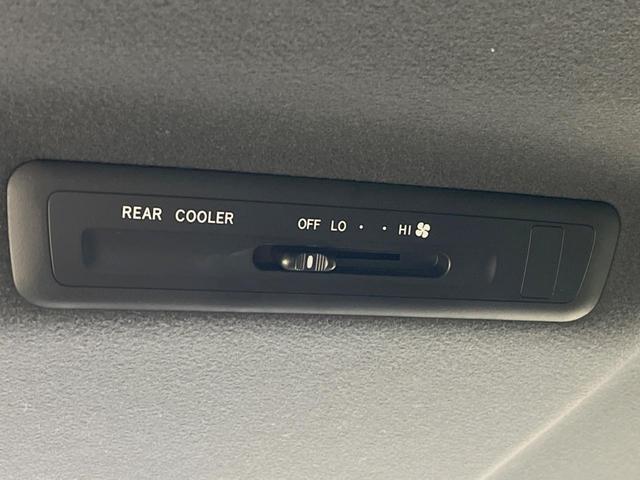 REAR COOLER OFF LO • • HI